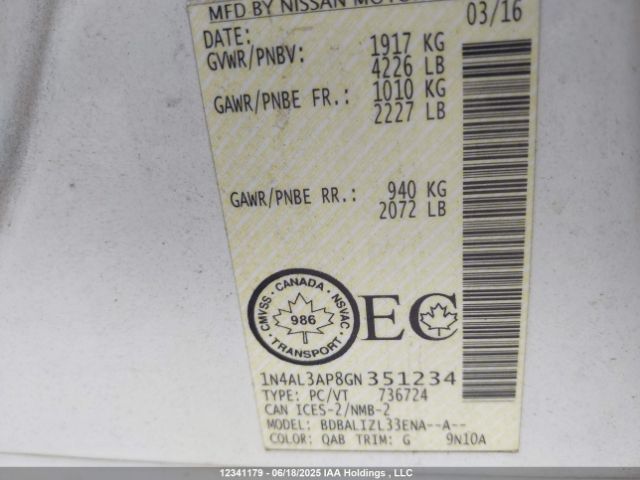 MFD BY NISSAN MOTOR
DATE: 03/16
GVWR/PNBV: 1917 KG
4226 LB
GAWR/PNBE FR.: 1010 KG
2227 LB
GAWR/PNBE RR.: 940 KG
2072 LB
CANADA
CMVSS · NSVAC
986
TRANSPORT
EC
1N4AL3AP8GN351234
TYPE: PC/VT 736724
CAN ICES-2/NMB-2
MODEL: BDBALIZL33ENA--A--
COLOR: QAB TRIM: G 9N10A
12341179 - 06/18/2025 IAA Holdings , LLC